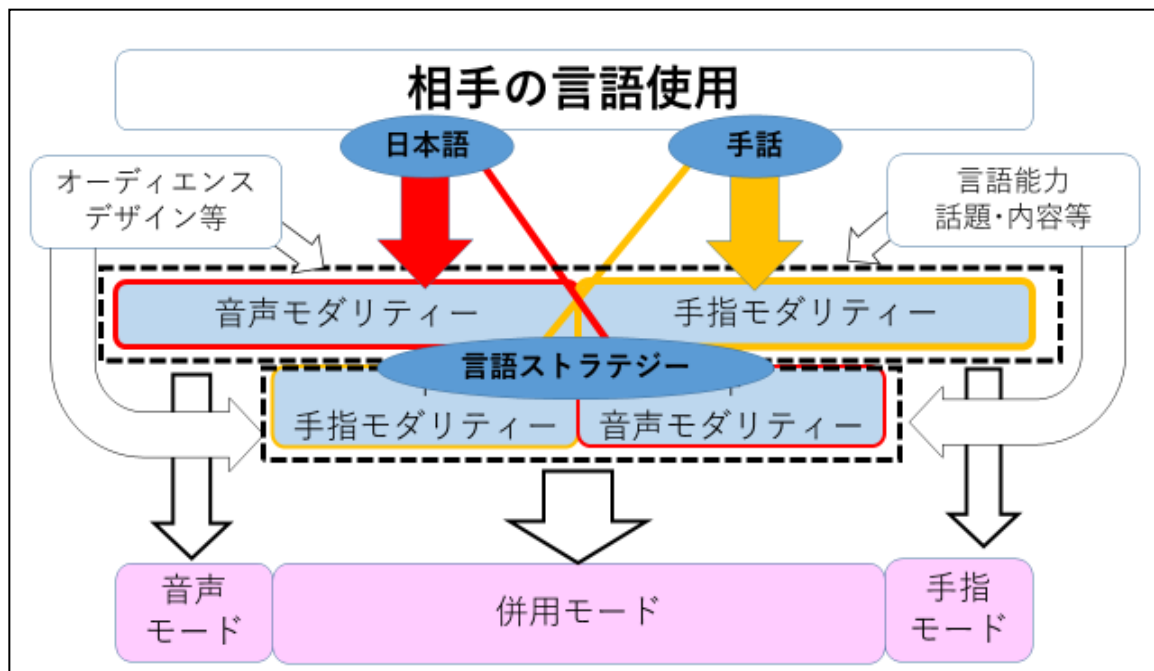 相手の言語使用
日本語
手話
オーディエンス
デザイン等
言語能力
話題・内容等
音声モダリティー
手指モダリティー
言語ストラテジー
手指モダリティー
音声モダリティー
音声
モード
併用モード
手指
モード